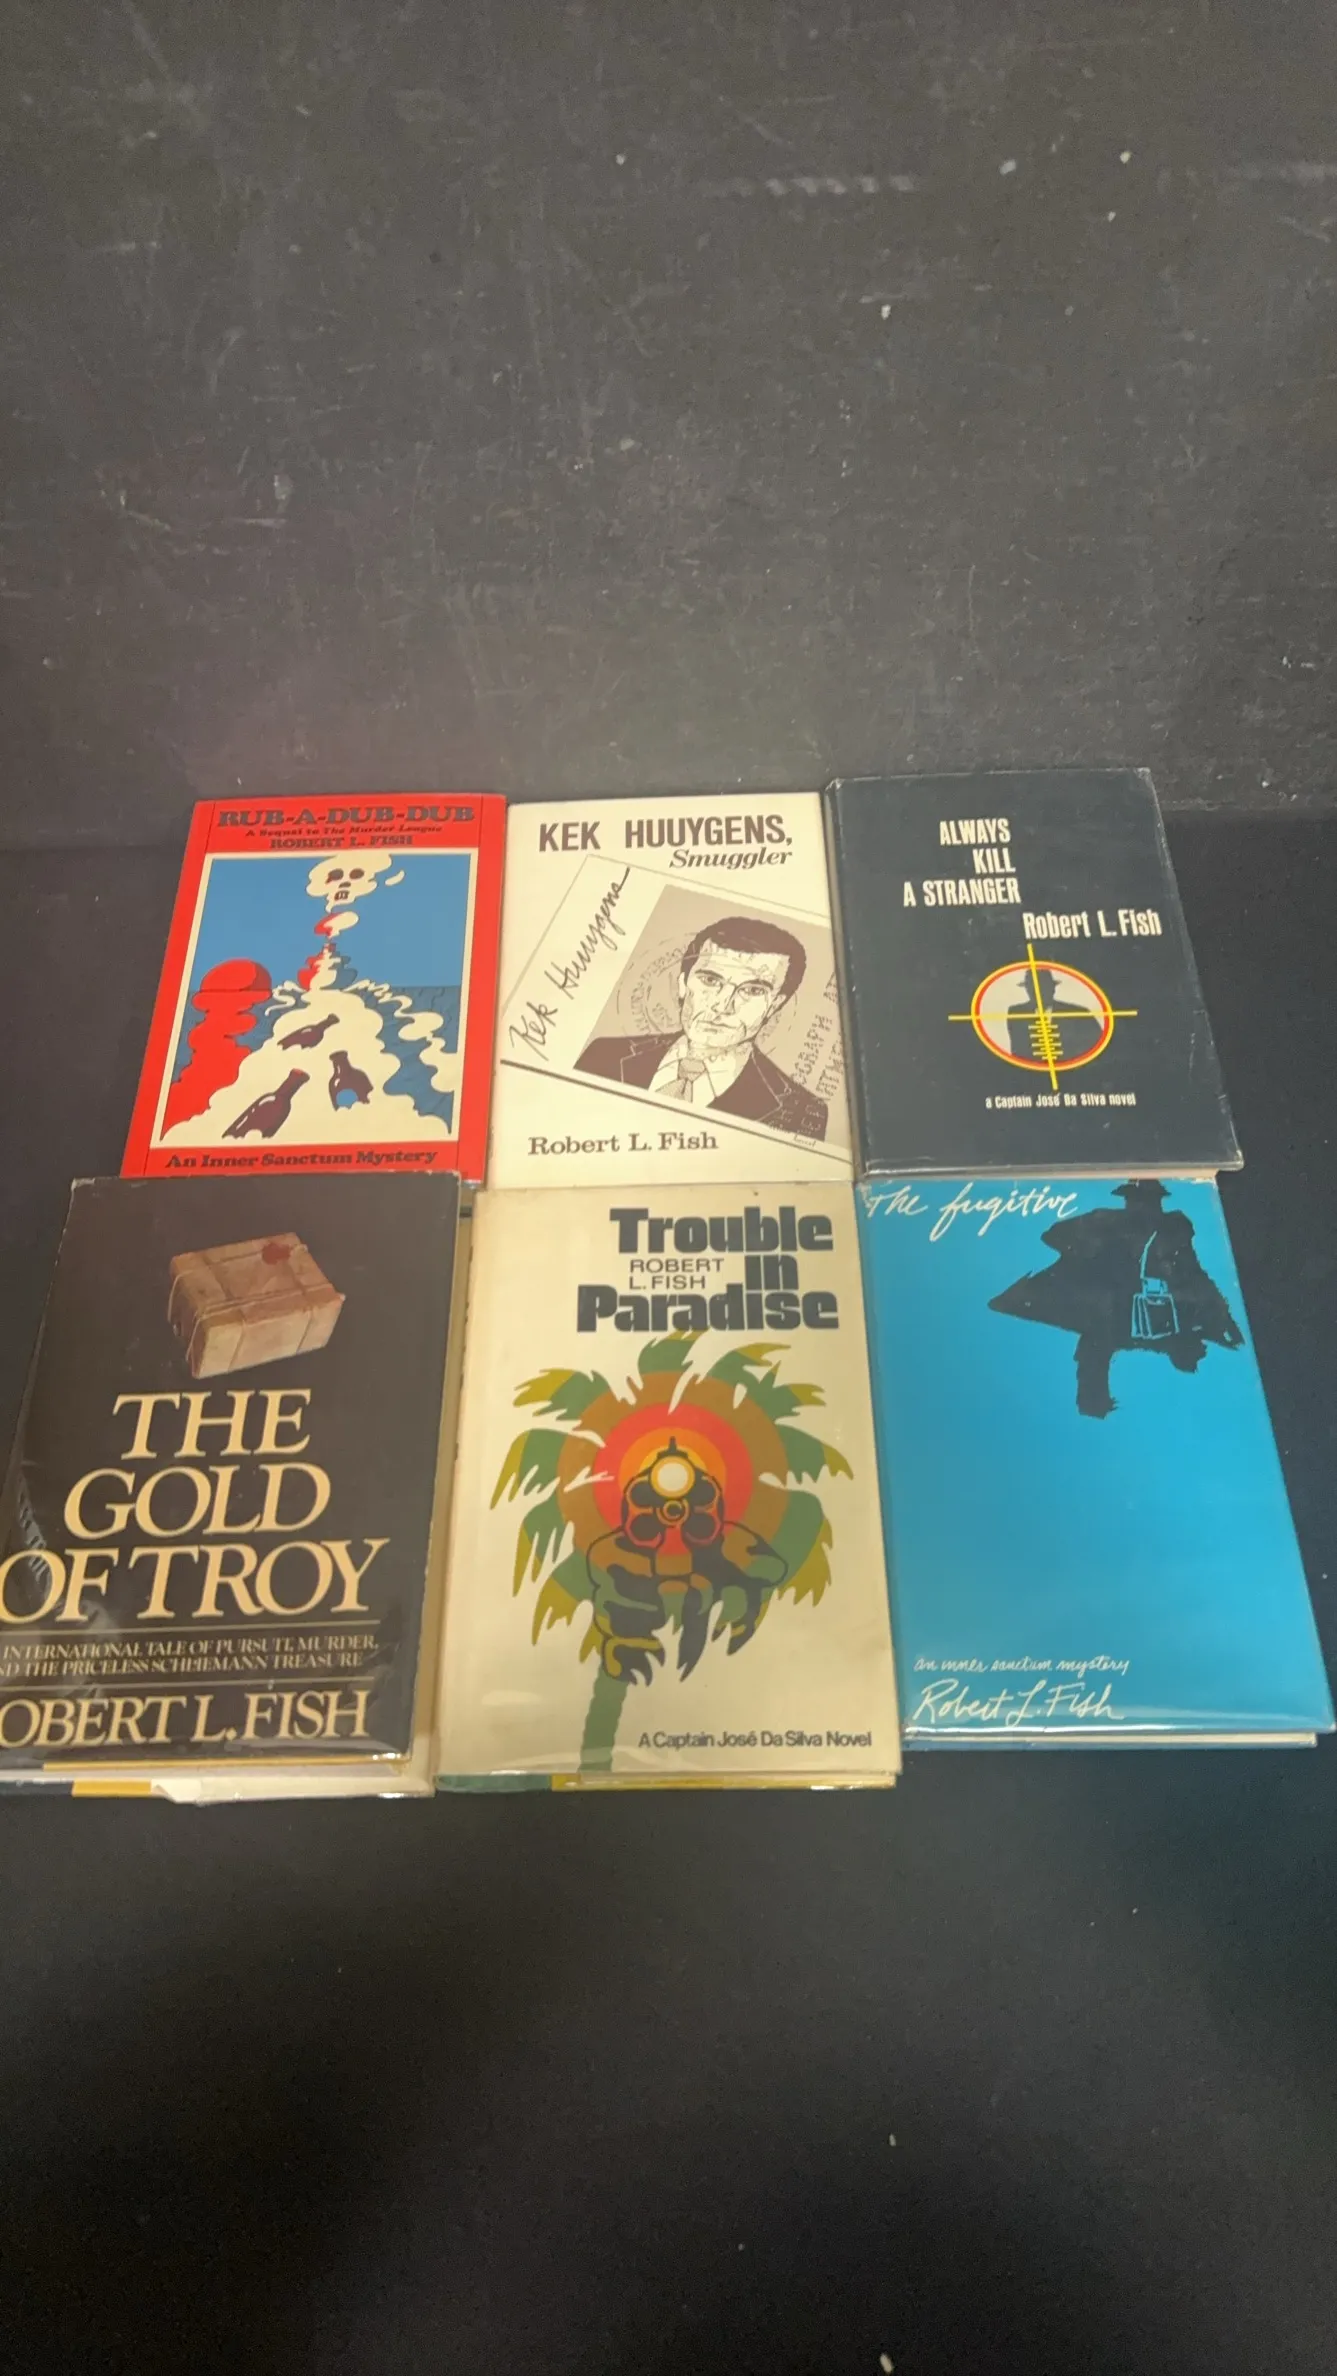 RUB-A-DUB-DUB
A Sequel to The Murder League
ROBERT L. FISH
An Inner Sanctum Mystery
KEK HUUYGENS,
Smuggler
Kek Huuygens
Robert L. Fish
ALWAYS
KILL
A STRANGER
Robert L. Fish
a Captain José Da Silva novel
THE
GOLD
OF TROY
INTERNATIONAL TALE OF PURSUIT, MURDER,
THE PRICELESS SCHLIEMANN TREASURE
OBERT L. FISH
Trouble
in
ROBERT
L. FISH
Paradise
A Captain José Da Silva Novel
The fugitive
an inner sanctum mystery
Robert L. Fish